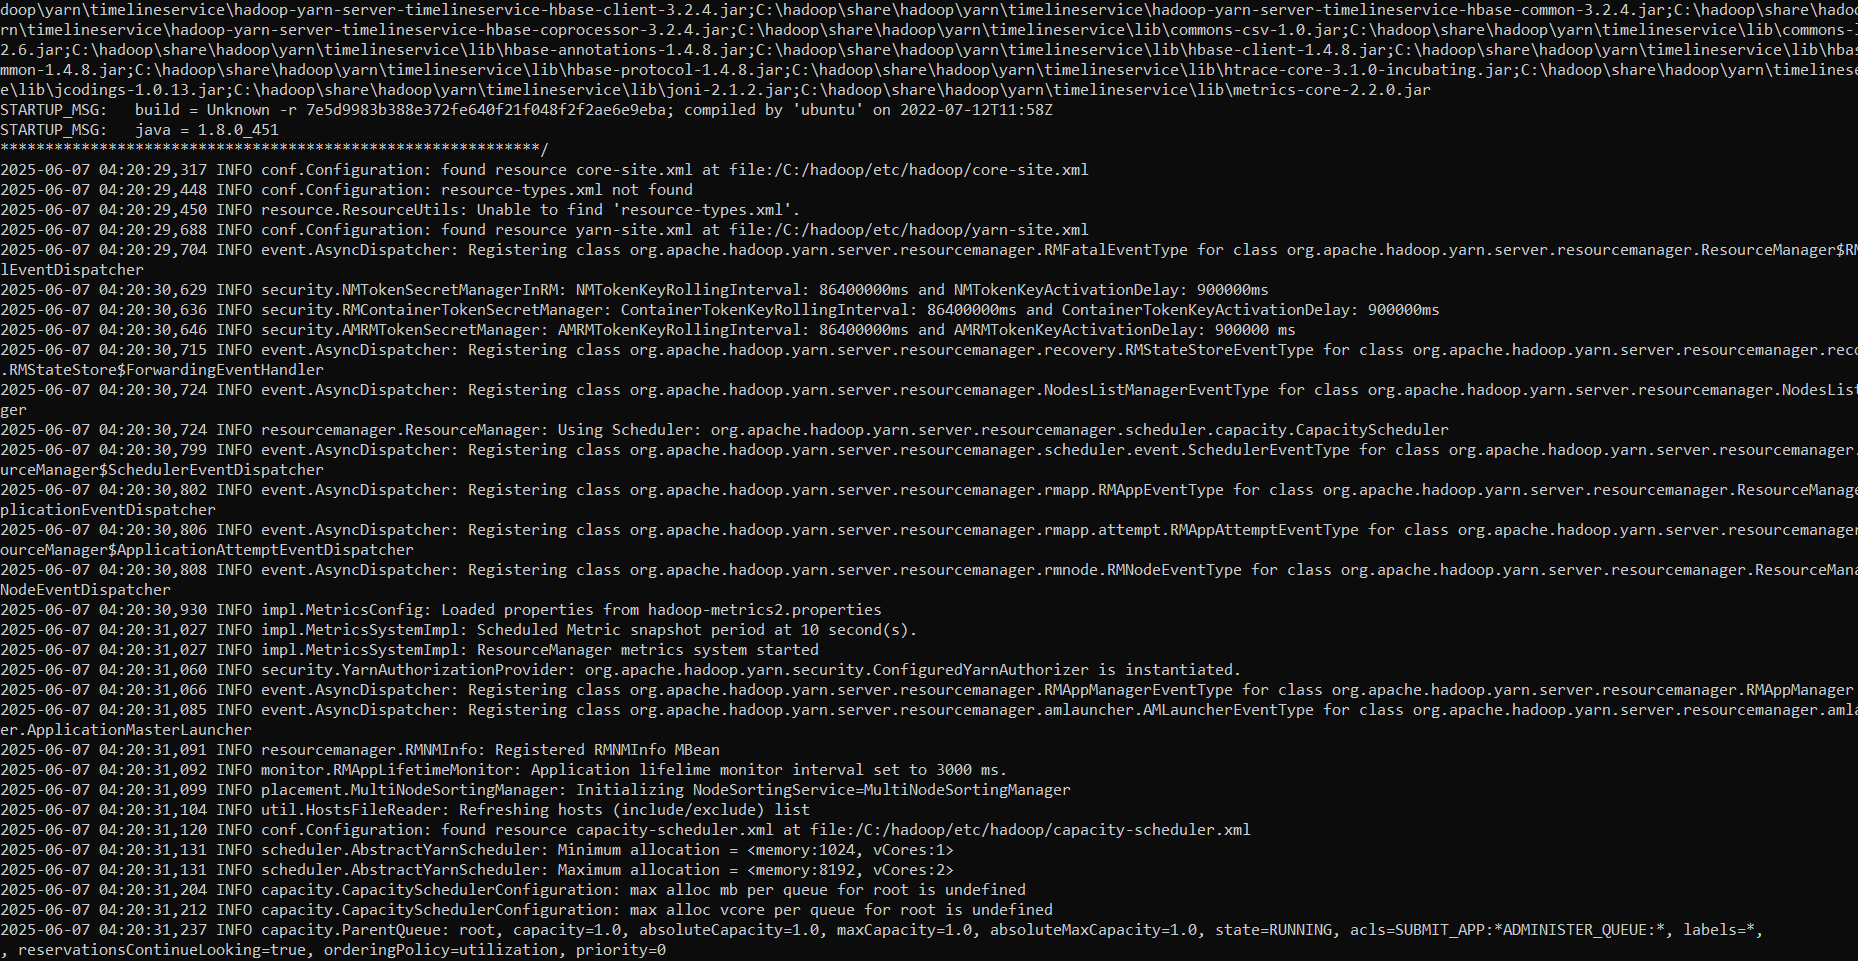 doop\yarn\timelineservice\hadoop-yarn-server-timelineservice-hbase-client-3.2.4.jar;C:\hadoop\share\hadoop\yarn\timelineservice\hadoop-yarn-server-timelineservice-hbase-common-3.2.4.jar;C:\hadoop\share\hado
rn\timelineservice\hadoop-yarn-server-timelineservice-hbase-coprocessor-3.2.4.jar;C:\hadoop\share\hadoop\yarn\timelineservice\lib\commons-csv-1.0.jar;C:\hadoop\share\hadoop\yarn\timelineservice\lib\commons-l
2.6.jar;C:\hadoop\share\hadoop\yarn\timelineservice\lib\hbase-annotations-1.4.8.jar;C:\hadoop\share\hadoop\yarn\timelineservice\lib\hbase-client-1.4.8.jar;C:\hadoop\share\hadoop\yarn\timelineservice\lib\hbas
mmon-1.4.8.jar;C:\hadoop\share\hadoop\yarn\timelineservice\lib\hbase-protocol-1.4.8.jar;C:\hadoop\share\hadoop\yarn\timelineservice\lib\htrace-core-3.1.0-incubating.jar;C:\hadoop\share\hadoop\yarn\timelinese
e\lib\jcodings-1.0.13.jar;C:\hadoop\share\hadoop\yarn\timelineservice\lib\joni-2.1.2.jar;C:\hadoop\share\hadoop\yarn\timelineservice\lib\metrics-core-2.2.0.jar
STARTUP_MSG:   build = Unknown -r 7e5d9983b388e372fe640f21f048f2f2ae6e9eba; compiled by 'ubuntu' on 2022-07-12T11:58Z
STARTUP_MSG:   java = 1.8.0_451
************************************************************/
2025-06-07 04:20:29,317 INFO conf.Configuration: found resource core-site.xml at file:/C:/hadoop/etc/hadoop/core-site.xml
2025-06-07 04:20:29,448 INFO conf.Configuration: resource-types.xml not found
2025-06-07 04:20:29,450 INFO resource.ResourceUtils: Unable to find 'resource-types.xml'.
2025-06-07 04:20:29,688 INFO conf.Configuration: found resource yarn-site.xml at file:/C:/hadoop/etc/hadoop/yarn-site.xml
2025-06-07 04:20:29,704 INFO event.AsyncDispatcher: Registering class org.apache.hadoop.yarn.server.resourcemanager.RMFatalEventType for class org.apache.hadoop.yarn.server.resourcemanager.ResourceManager$RM
lEventDispatcher
2025-06-07 04:20:30,629 INFO security.NMTokenSecretManagerInRM: NMTokenKeyRollingInterval: 86400000ms and NMTokenKeyActivationDelay: 900000ms
2025-06-07 04:20:30,636 INFO security.RMContainerTokenSecretManager: ContainerTokenKeyRollingInterval: 86400000ms and ContainerTokenKeyActivationDelay: 900000ms
2025-06-07 04:20:30,646 INFO security.AMRMTokenSecretManager: AMRMTokenKeyRollingInterval: 86400000ms and AMRMTokenKeyActivationDelay: 900000 ms
2025-06-07 04:20:30,715 INFO event.AsyncDispatcher: Registering class org.apache.hadoop.yarn.server.resourcemanager.recovery.RMStateStoreEventType for class org.apache.hadoop.yarn.server.resourcemanager.reco
.RMStateStore$ForwardingEventHandler
2025-06-07 04:20:30,724 INFO event.AsyncDispatcher: Registering class org.apache.hadoop.yarn.server.resourcemanager.NodesListManagerEventType for class org.apache.hadoop.yarn.server.resourcemanager.NodesList
ger
2025-06-07 04:20:30,724 INFO resourcemanager.ResourceManager: Using Scheduler: org.apache.hadoop.yarn.server.resourcemanager.scheduler.capacity.CapacityScheduler
2025-06-07 04:20:30,799 INFO event.AsyncDispatcher: Registering class org.apache.hadoop.yarn.server.resourcemanager.scheduler.event.SchedulerEventType for class org.apache.hadoop.yarn.server.resourcemanager.
urceManager$SchedulerEventDispatcher
2025-06-07 04:20:30,802 INFO event.AsyncDispatcher: Registering class org.apache.hadoop.yarn.server.resourcemanager.rmapp.RMAppEventType for class org.apache.hadoop.yarn.server.resourcemanager.ResourceManage
plicationEventDispatcher
2025-06-07 04:20:30,806 INFO event.AsyncDispatcher: Registering class org.apache.hadoop.yarn.server.resourcemanager.rmapp.attempt.RMAppAttemptEventType for class org.apache.hadoop.yarn.server.resourcemanager
ourceManager$ApplicationAttemptEventDispatcher
2025-06-07 04:20:30,808 INFO event.AsyncDispatcher: Registering class org.apache.hadoop.yarn.server.resourcemanager.rmnode.RMNodeEventType for class org.apache.hadoop.yarn.server.resourcemanager.ResourceMana
NodeEventDispatcher
2025-06-07 04:20:30,930 INFO impl.MetricsConfig: Loaded properties from hadoop-metrics2.properties
2025-06-07 04:20:31,027 INFO impl.MetricsSystemImpl: Scheduled Metric snapshot period at 10 second(s).
2025-06-07 04:20:31,027 INFO impl.MetricsSystemImpl: ResourceManager metrics system started
2025-06-07 04:20:31,060 INFO security.YarnAuthorizationProvider: org.apache.hadoop.yarn.security.ConfiguredYarnAuthorizer is instantiated.
2025-06-07 04:20:31,066 INFO event.AsyncDispatcher: Registering class org.apache.hadoop.yarn.server.resourcemanager.RMAppManagerEventType for class org.apache.hadoop.yarn.server.resourcemanager.RMAppManager
2025-06-07 04:20:31,085 INFO event.AsyncDispatcher: Registering class org.apache.hadoop.yarn.server.resourcemanager.amlauncher.AMLauncherEventType for class org.apache.hadoop.yarn.server.resourcemanager.amla
er.ApplicationMasterLauncher
2025-06-07 04:20:31,091 INFO resourcemanager.RMNMInfo: Registered RMNMInfo MBean
2025-06-07 04:20:31,092 INFO monitor.RMAppLifetimeMonitor: Application lifelime monitor interval set to 3000 ms.
2025-06-07 04:20:31,099 INFO placement.MultiNodeSortingManager: Initializing NodeSortingService=MultiNodeSortingManager
2025-06-07 04:20:31,104 INFO util.HostsFileReader: Refreshing hosts (include/exclude) list
2025-06-07 04:20:31,120 INFO conf.Configuration: found resource capacity-scheduler.xml at file:/C:/hadoop/etc/hadoop/capacity-scheduler.xml
2025-06-07 04:20:31,131 INFO scheduler.AbstractYarnScheduler: Minimum allocation = <memory:1024, vCores:1>
2025-06-07 04:20:31,131 INFO scheduler.AbstractYarnScheduler: Maximum allocation = <memory:8192, vCores:2>
2025-06-07 04:20:31,204 INFO capacity.CapacitySchedulerConfiguration: max alloc mb per queue for root is undefined
2025-06-07 04:20:31,212 INFO capacity.CapacitySchedulerConfiguration: max alloc vcore per queue for root is undefined
2025-06-07 04:20:31,237 INFO capacity.ParentQueue: root, capacity=1.0, absoluteCapacity=1.0, maxCapacity=1.0, absoluteMaxCapacity=1.0, state=RUNNING, acls=SUBMIT_APP:*ADMINISTER_QUEUE:*, labels=*,
, reservationsContinueLooking=true, orderingPolicy=utilization, priority=0